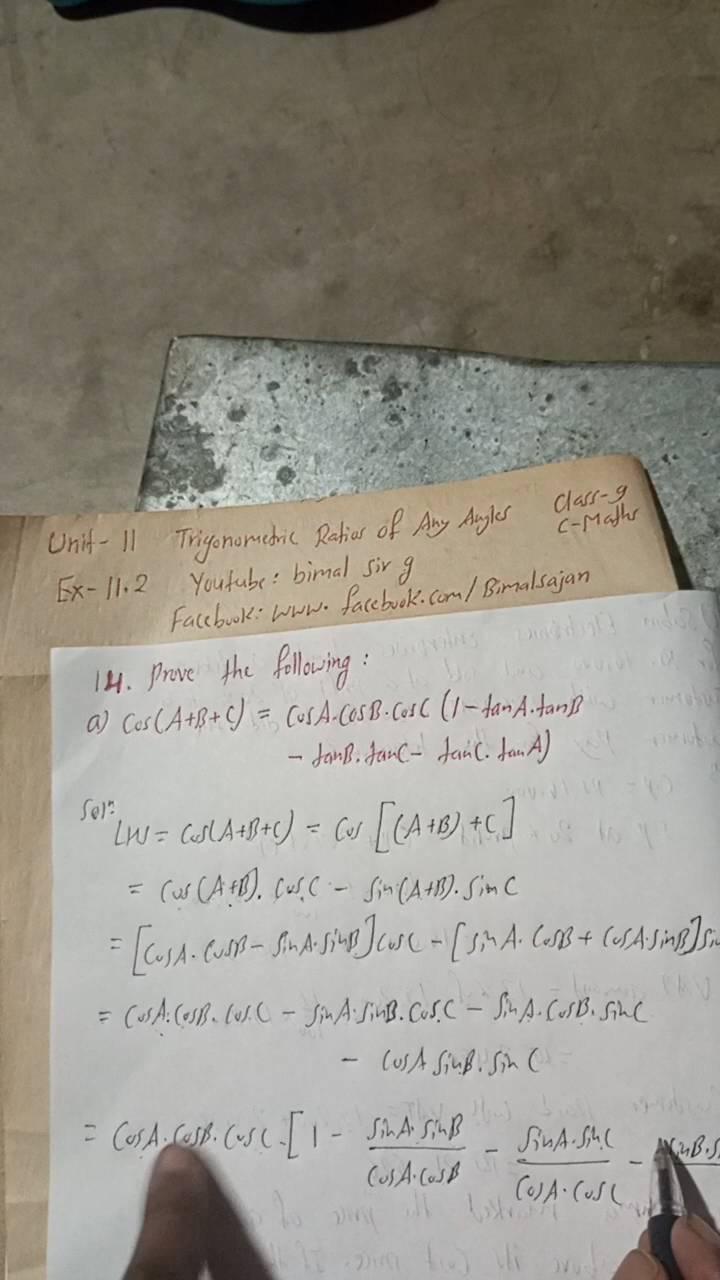 Unit- 11 Trigonometric Ratios of Any Angles Class-9
C-Maths
Ex-11.2 Youtube: bimal sir g
Facebook: www.facebook.com/Bimalsajan
14. Prove the following:
a) Cos(A+B+C) = CosA.CosB.CosC (1-tanA.tanB
- tanB.tanC- tanC.tanA)
Solⁿ:
LHS= Cos(A+B+C) = Cos [(A+B)+C]
= Cos(A+B). CosC - Sin(A+B).SinC
= [CosA.CosB- SinA.SinB]CosC - [SinA.CosB + CosA.SinB]Sin
= CosA.CosB.CosC - SinA.SinB.CosC - SinA.CosB.SinC
- CosA SinB.Sin C
= CosA.CosB.CosC.[1 - SinA.SinB/CosA.CosB - SinA.SinC/CosA.CosC - SinB.S